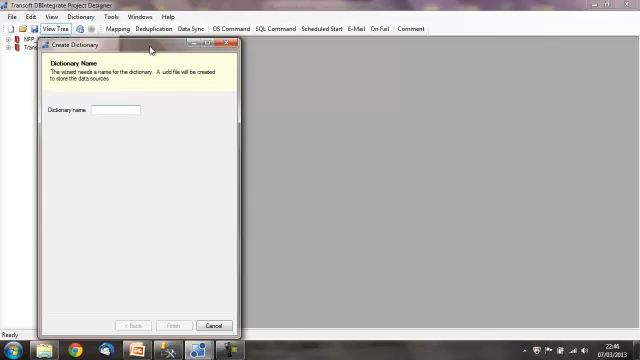 Transoft DBIntegrate Project Designer
File Edit View Dictionary Tools Windows Help
View Tree Mapping Deduplication Data Sync OS Command SQL Command Scheduled Start E-Mail On Fail Comment
NFP_
Trans
Create Dictionary
Dictionary Name
The wizard needs a name for the dictionary. A .udd file will be created
to store the data sources
Dictionary name
< Back Finish Cancel
Ready
22:46
07/03/2013